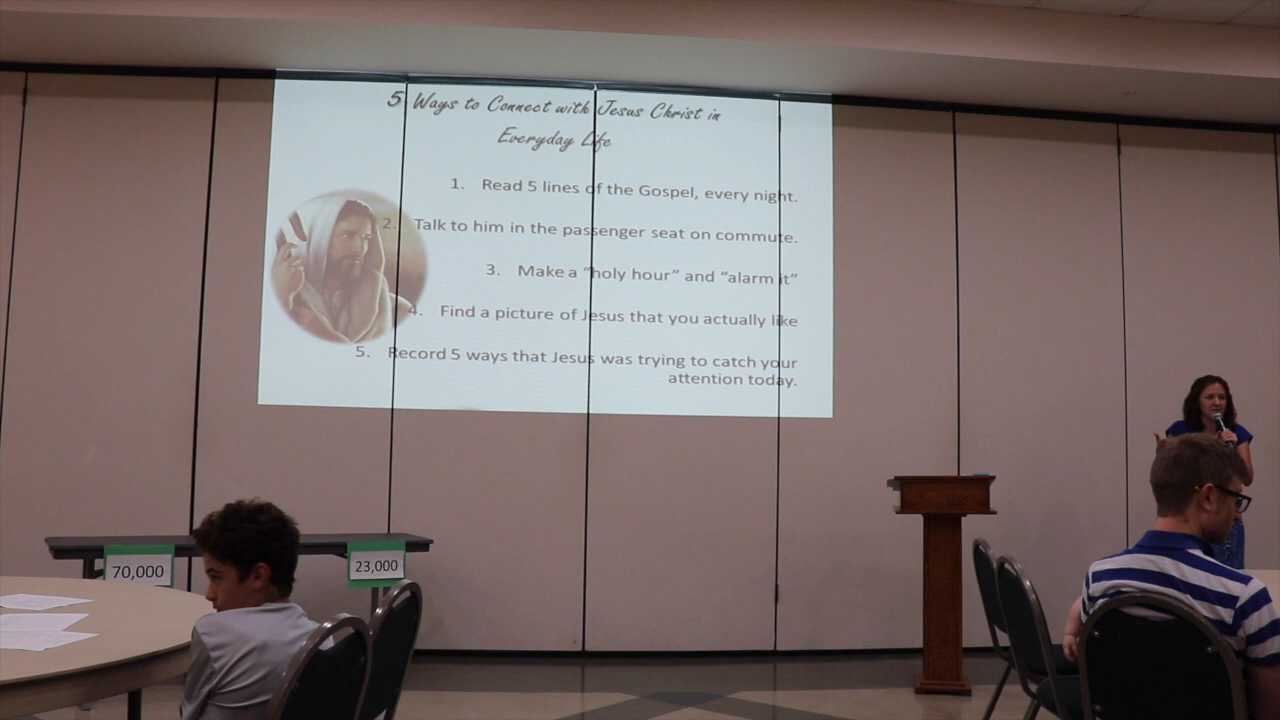 5 Ways to Connect with Jesus Christ in
Everyday Life
1. Read 5 lines of the Gospel, every night.
2. Talk to him in the passenger seat on commute.
3. Make a “holy hour” and “alarm it”
4. Find a picture of Jesus that you actually like
5. Record 5 ways that Jesus was trying to catch your
attention today.
70,000
23,000